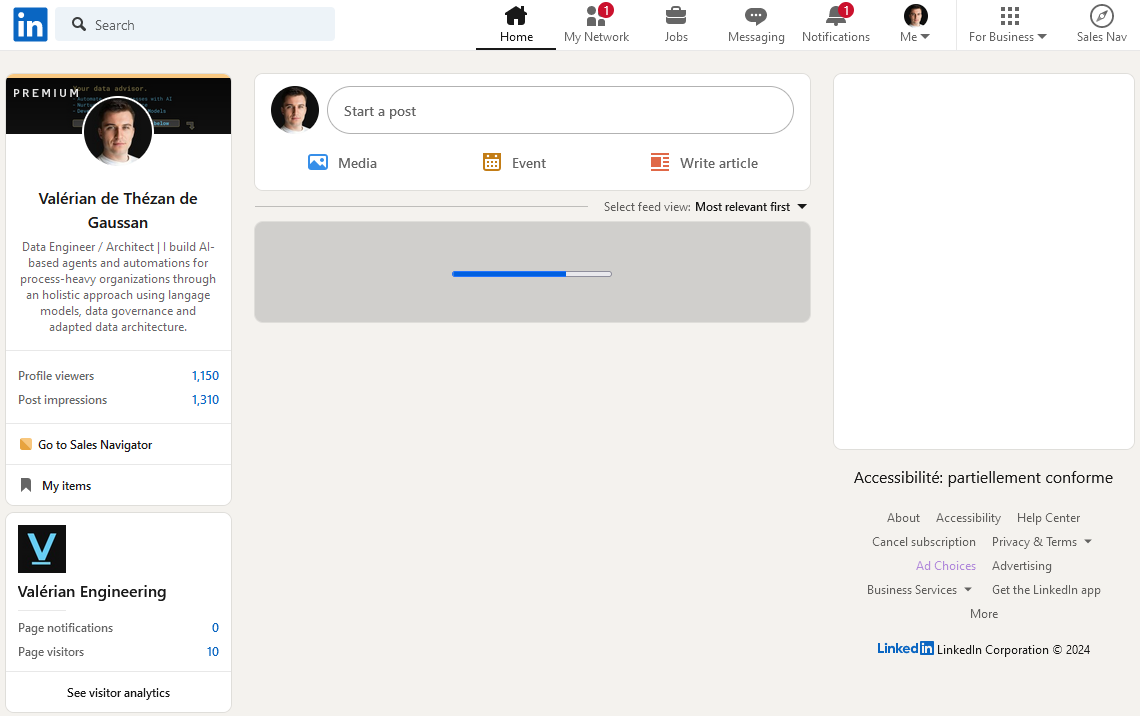 in
Search
Home
1
My Network
Jobs
Messaging
1
Notifications
Me
For Business
Sales Nav
PREMIUM
Your data advisor.
Valérian de Thézan de
Gaussan
Data Engineer / Architect | I build AI-
based agents and automations for
process-heavy organizations through
an holistic approach using langage
models, data governance and
adapted data architecture.
Profile viewers 1,150
Post impressions 1,310
Go to Sales Navigator
My items
Valérian Engineering
Page notifications 0
Page visitors 10
See visitor analytics
Start a post
Media
Event
Write article
Select feed view: Most relevant first
Accessibilité: partiellement conforme
About Accessibility Help Center
Cancel subscription Privacy & Terms
Ad Choices Advertising
Business Services Get the LinkedIn app
More
LinkedIn LinkedIn Corporation © 2024